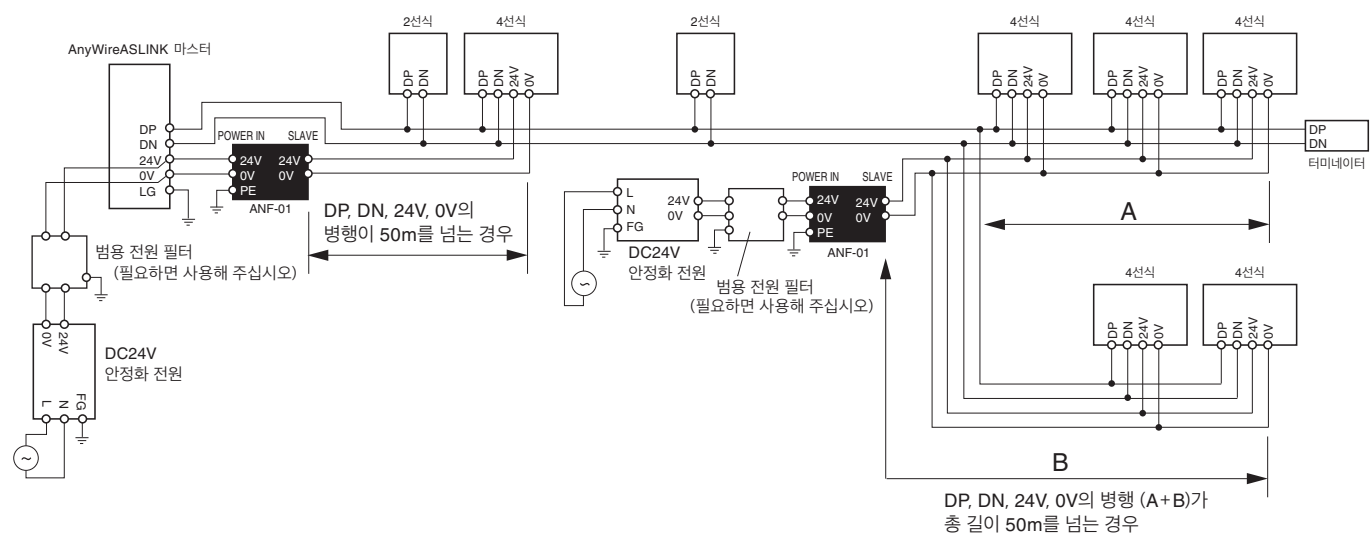 AnyWireASLINK 마스터
DP
DN
24V
0V
LG
POWER IN SLAVE
24V 24V
0V 0V
PE
ANF-01
2선식
DP DN
4선식
DP DN 24V 0V
DP, DN, 24V, 0V의
병행이 50m를 넘는 경우
범용 전원 필터
(필요하면 사용해 주십시오)
0V 24V
DC24V
안정화 전원
L N FG
~
2선식
DP DN
L
N
FG
24V
0V
DC24V
안정화 전원
~
범용 전원 필터
(필요하면 사용해 주십시오)
POWER IN SLAVE
24V 24V
0V 0V
PE
ANF-01
4선식
DP DN 24V 0V
4선식
DP DN 24V 0V
4선식
DP DN 24V 0V
DP
DN
터미네이터
A
4선식
DP DN 24V 0V
4선식
DP DN 24V 0V
B
DP, DN, 24V, 0V의 병행 (A+B)가
총 길이 50m를 넘는 경우